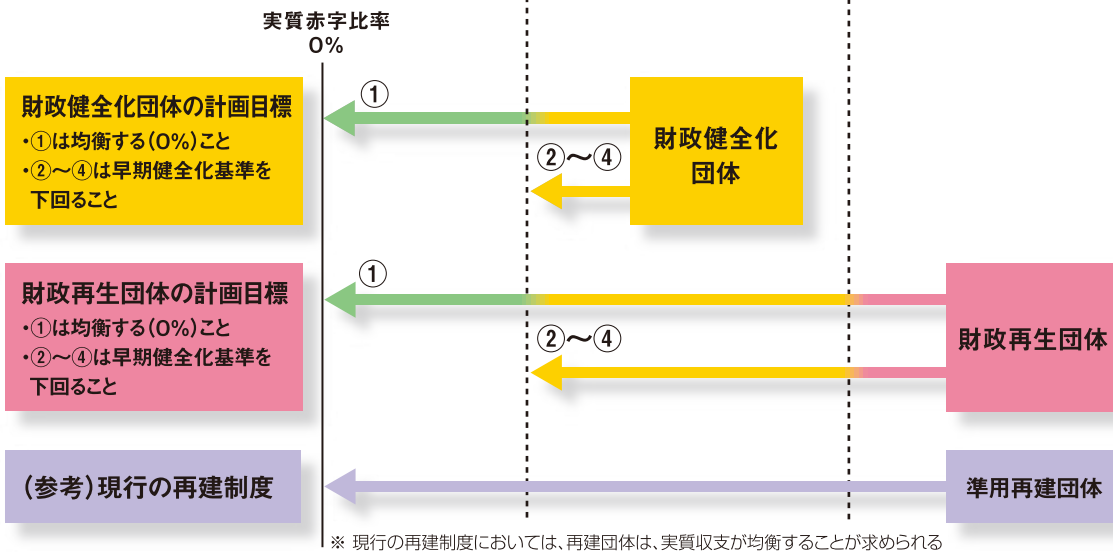 実質赤字比率
0%
財政健全化団体の計画目標
・①は均衡する(0%)こと
・②〜④は早期健全化基準を
下回ること
①
②〜④
財政健全化
団体
財政再生団体の計画目標
・①は均衡する(0%)こと
・②〜④は早期健全化基準を
下回ること
①
②〜④
財政再生団体
(参考)現行の再建制度
準用再建団体
※ 現行の再建制度においては、再建団体は、実質収支が均衡することが求められる